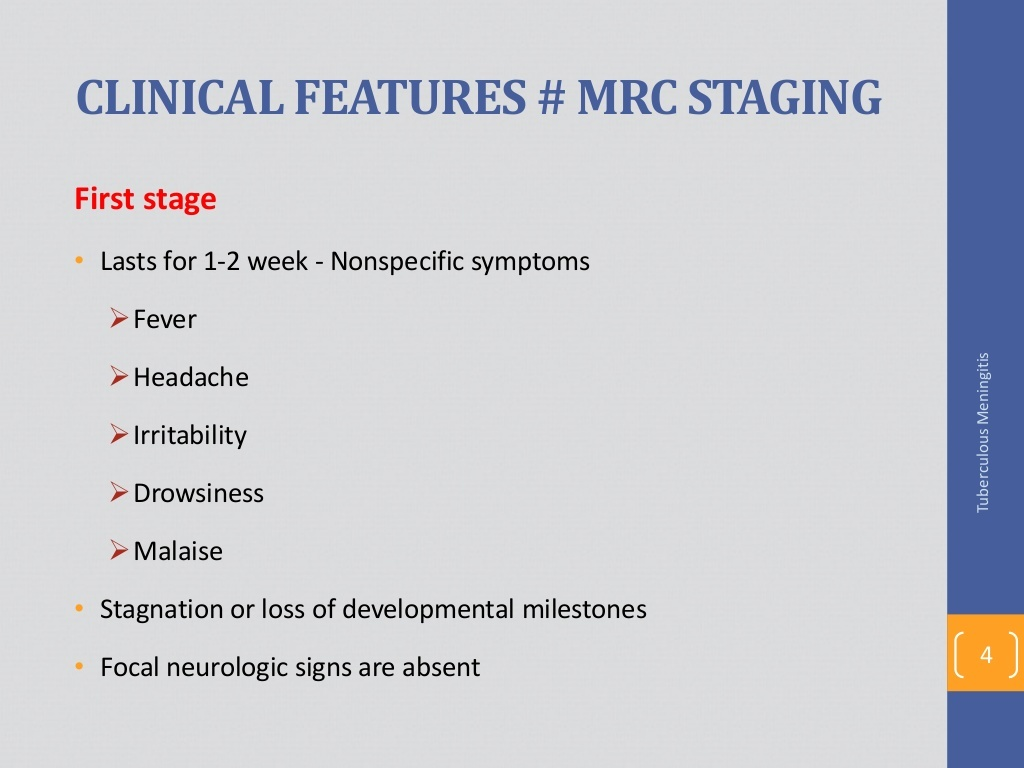 CLINICAL FEATURES # MRC STAGING
First stage
• Lasts for 1-2 week - Nonspecific symptoms
➢Fever
➢Headache
➢Irritability
➢Drowsiness
➢Malaise
• Stagnation or loss of developmental milestones
• Focal neurologic signs are absent
Tuberculous Meningitis
4